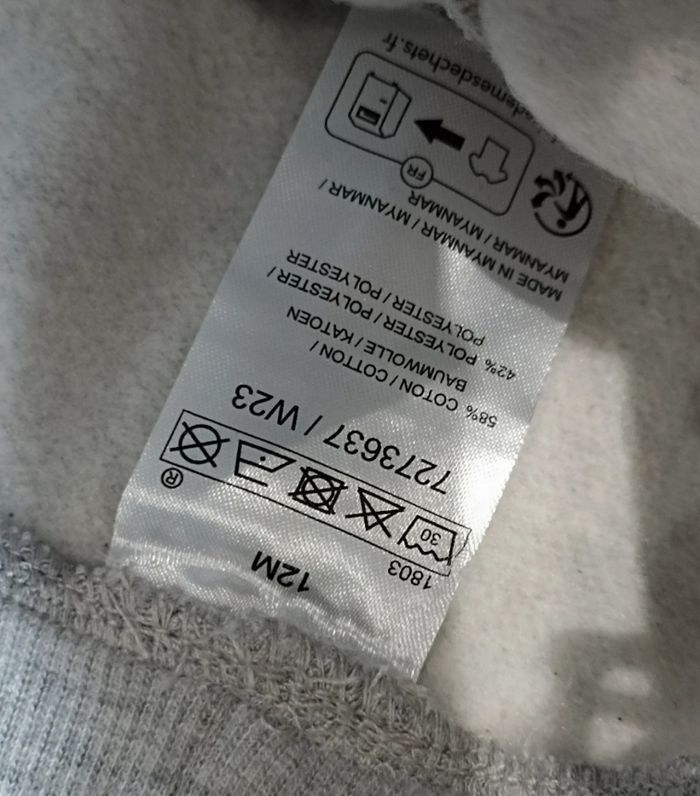 1803 12M
30
®
7273637 / W23
58% COTON / COTTON /
BAUMWOLLE / KATOEN
42% POLYESTER / POLYESTER /
POLYESTER / POLYESTER
MADE IN MYANMAR / MYANMAR /
MYANMAR / MYANMAR
FR